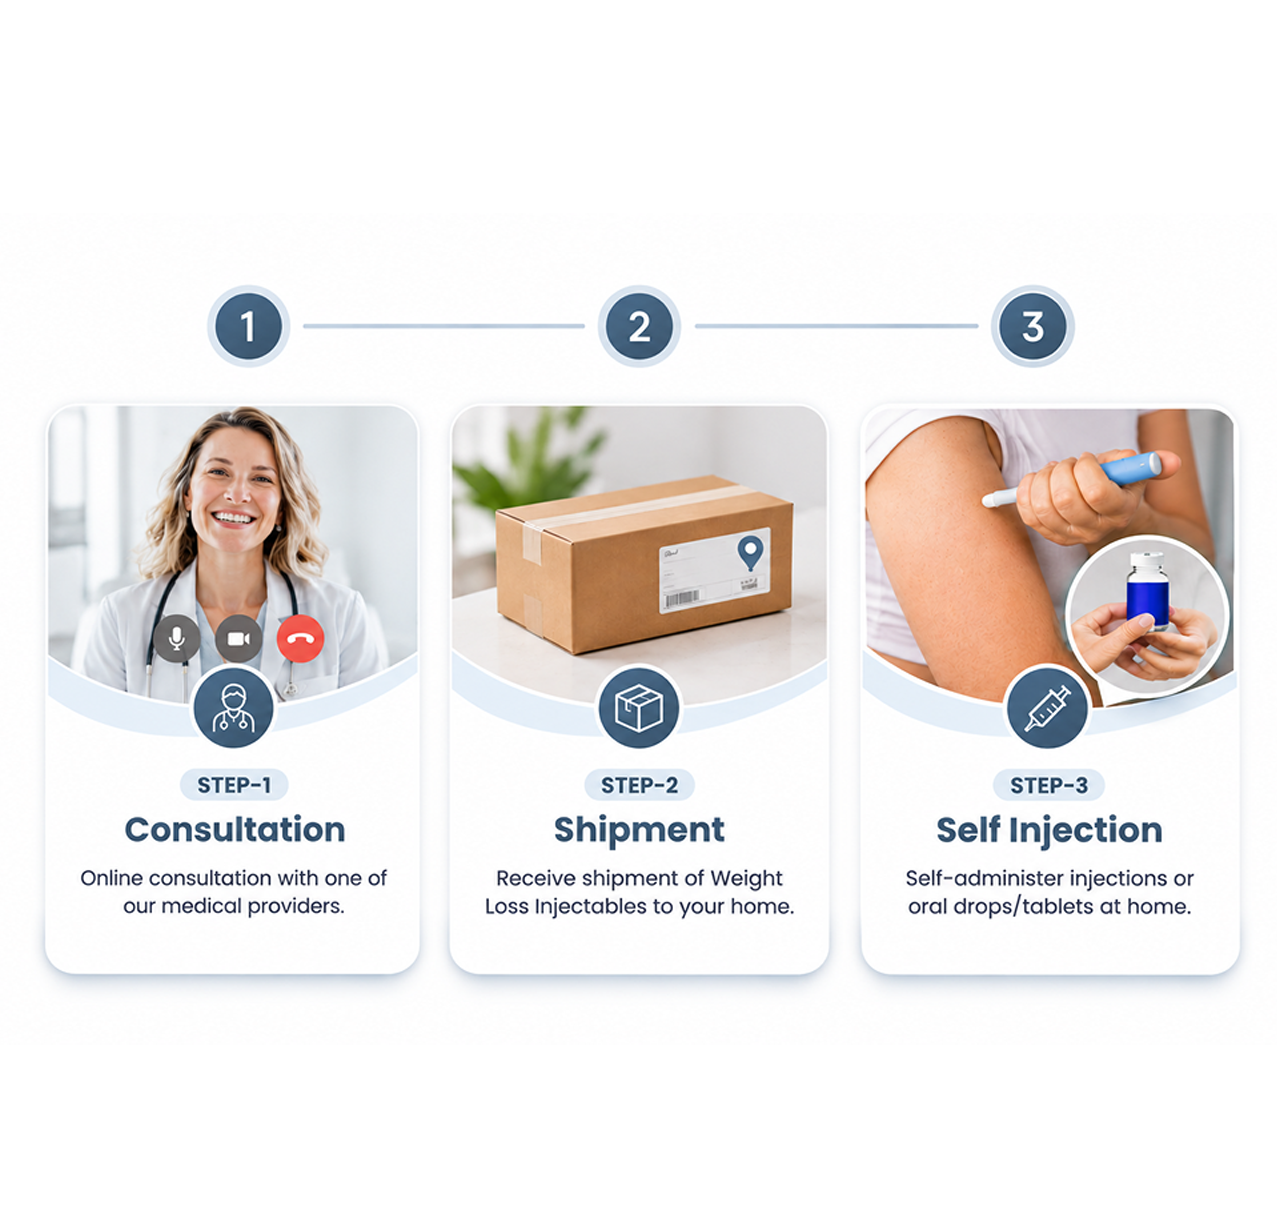 1
2
3
STEP-1
Consultation
Online consultation with one of
our medical providers.
STEP-2
Shipment
Receive shipment of Weight
Loss Injectables to your home.
STEP-3
Self Injection
Self-administer injections or
oral drops/tablets at home.